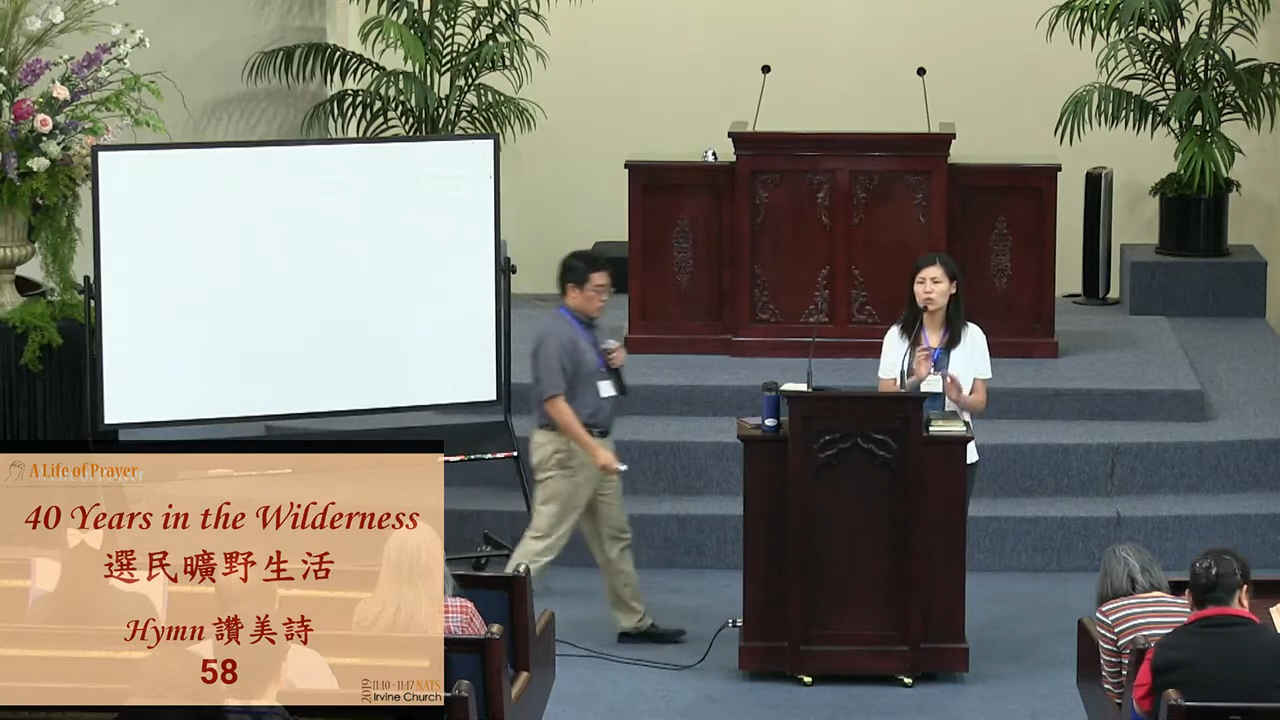 A Life of Prayer
40 Years in the Wilderness
選民曠野生活
Hymn 讚美詩
58
2019 11.10 - 11.17 NATS
Irvine Church